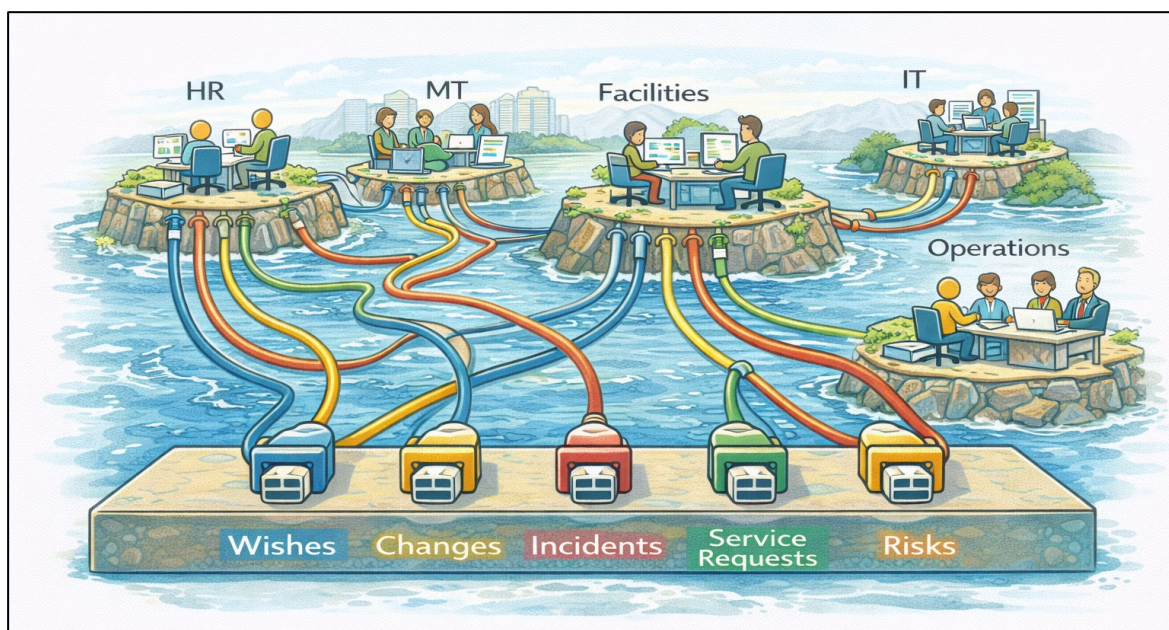 HR
MT
Facilities
IT
Operations
Wishes
Changes
Incidents
Service
Requests
Risks